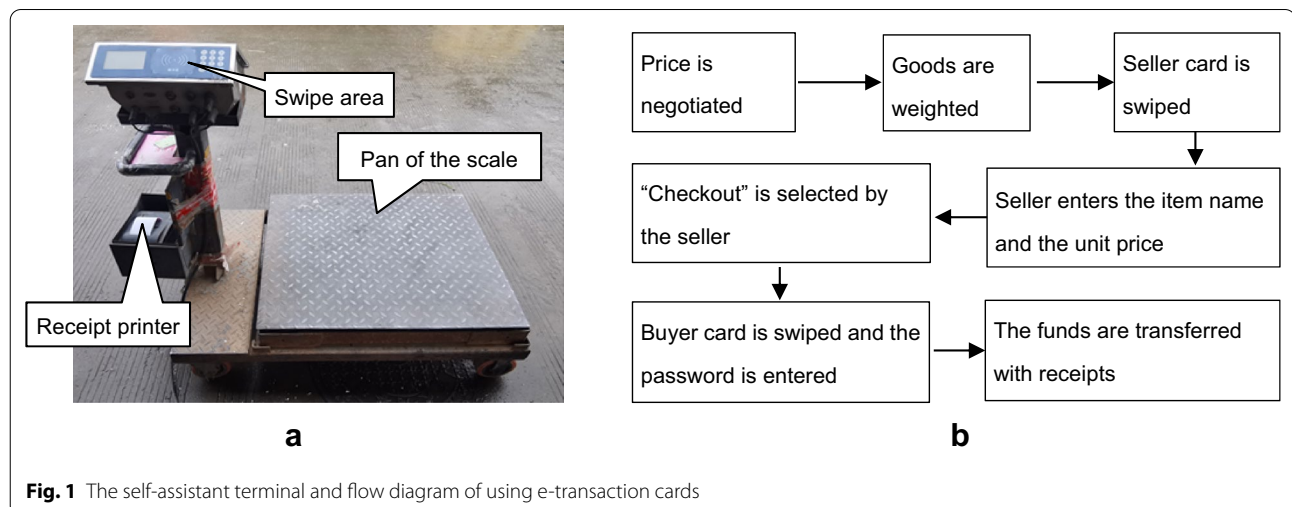 Swipe area
Pan of the scale
Receipt printer
a
Price is
negotiated
Goods are
weighted
Seller card is
swiped
Seller enters the item name
and the unit price
“Checkout” is selected by
the seller
Buyer card is swiped and the
password is entered
The funds are transferred
with receipts
b
Fig. 1 The self-assistant terminal and flow diagram of using e-transaction cards